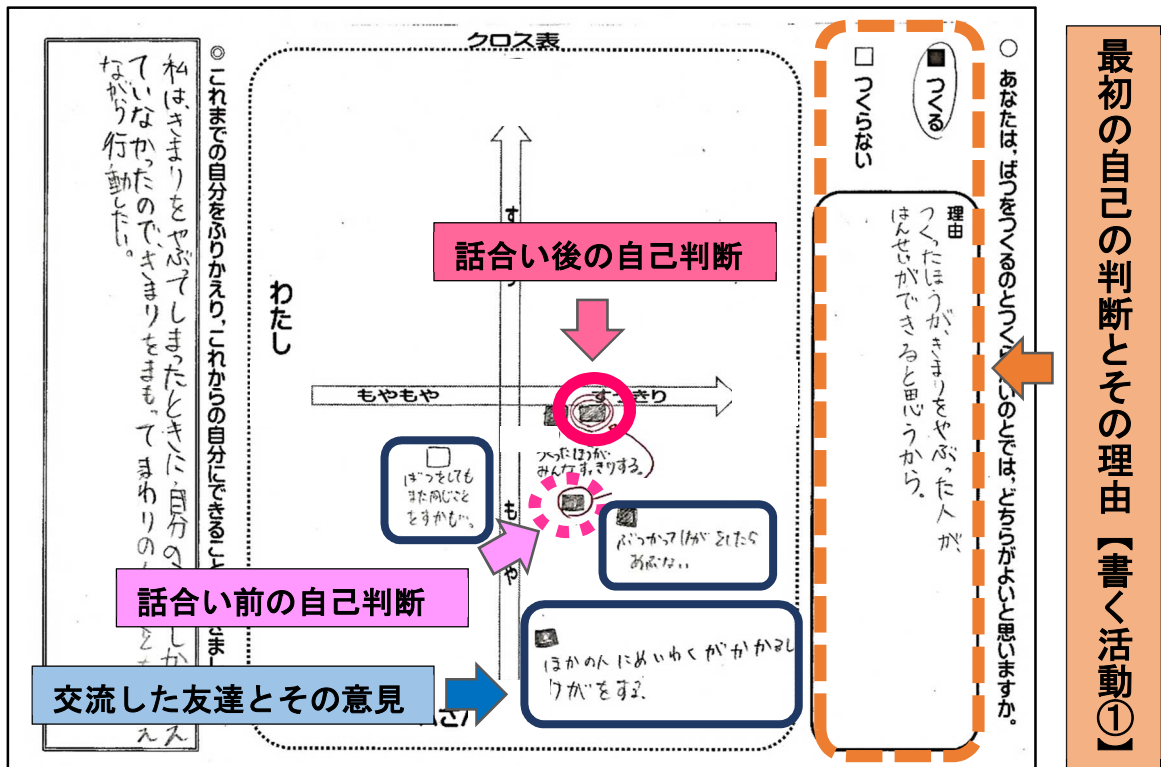 最初の自己の判断とその理由【書く活動①】
○ あなたは，ばつをつくるのとつくらないのとでは，どちらがよいと思いますか。
■ つくる
□ つくらない
理由
つくったほうが、きまりをやぶった人が、
はんせいができると思うから。
クロス表
す
話合い後の自己判断
わたし
もやもや
すっきり
つくったほうが
みんなすっきりする。
ばつをしても
また同じこと
をするかも…。
も
や
ぶつかってけがをしたら
あぶない
話合い前の自己判断
ほかの人にめいわくがかかるし
けがをする。
交流した友達とその意見
◎ これまでの自分をふりかえり，これからの自分にできること
私は、きまりをやぶってしまったときに、自分の
ていなかったので、きまりをまもってまわりの
ながら行動したい。